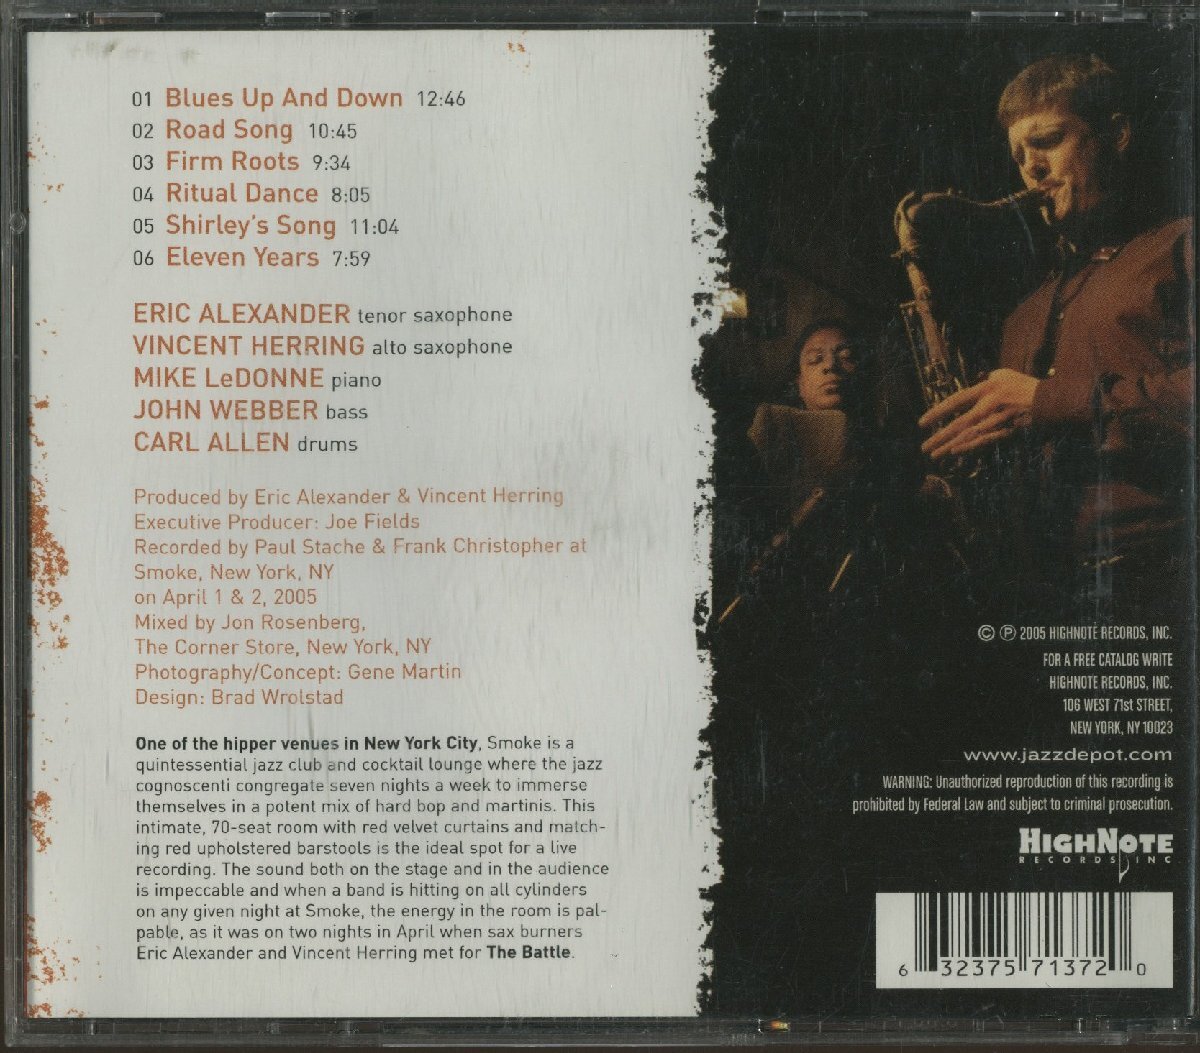 01 Blues Up And Down 12:46
02 Road Song 10:45
03 Firm Roots 9:34
04 Ritual Dance 8:05
05 Shirley's Song 11:04
06 Eleven Years 7:59
ERIC ALEXANDER tenor saxophone
VINCENT HERRING alto saxophone
MIKE LeDONNE piano
JOHN WEBBER bass
CARL ALLEN drums
Produced by Eric Alexander & Vincent Herring
Executive Producer: Joe Fields
Recorded by Paul Stache & Frank Christopher at
Smoke, New York, NY
on April 1 & 2, 2005
Mixed by Jon Rosenberg,
The Corner Store, New York, NY
Photography/Concept: Gene Martin
Design: Brad Wrolstad
One of the hipper venues in New York City, Smoke is a
quintessential jazz club and cocktail lounge where the jazz
cognoscenti congregate seven nights a week to immerse
themselves in a potent mix of hard bop and martinis. This
intimate, 70-seat room with red velvet curtains and match-
ing red upholstered barstools is the ideal spot for a live
recording. The sound both on the stage and in the audience
is impeccable and when a band is hitting on all cylinders
on any given night at Smoke, the energy in the room is pal-
pable, as it was on two nights in April when sax burners
Eric Alexander and Vincent Herring met for The Battle.
© ℗ 2005 HIGHNOTE RECORDS, INC.
FOR A FREE CATALOG WRITE
HIGHNOTE RECORDS, INC.
106 WEST 71st STREET,
NEW YORK, NY 10023
www.jazzdepot.com
WARNING: Unauthorized reproduction of this recording is
prohibited by Federal Law and subject to criminal prosecution.
HIGHNOTE
RECORDS, INC
6 32375 71372 0